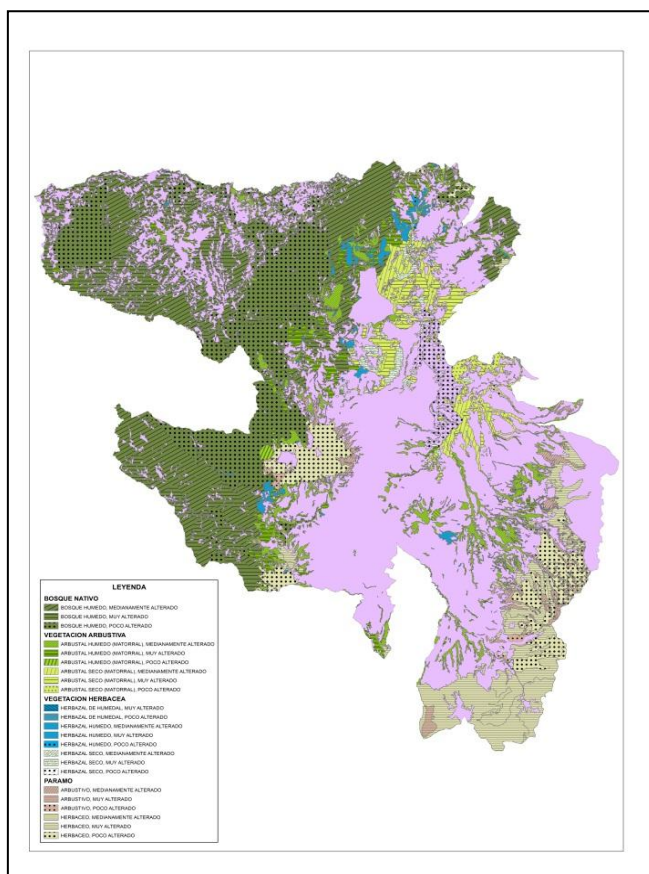 LEYENDA
BOSQUE NATIVO
BOSQUE HUMEDO, MEDIANAMENTE ALTERADO
BOSQUE HUMEDO, MUY ALTERADO
BOSQUE HUMEDO, POCO ALTERADO
VEGETACION ARBUSTIVA
ARBUSTAL HUMEDO (MATORRAL), MEDIANAMENTE ALTERADO
ARBUSTAL HUMEDO (MATORRAL), MUY ALTERADO
ARBUSTAL HUMEDO (MATORRAL), POCO ALTERADO
ARBUSTAL SECO (MATORRAL), MEDIANAMENTE ALTERADO
ARBUSTAL SECO (MATORRAL), MUY ALTERADO
ARBUSTAL SECO (MATORRAL), POCO ALTERADO
VEGETACION HERBACEA
HERBAZAL DE HUMEDAL, MUY ALTERADO
HERBAZAL DE HUMEDAL, POCO ALTERADO
HERBAZAL HUMEDO, MEDIANAMENTE ALTERADO
HERBAZAL HUMEDO, MUY ALTERADO
HERBAZAL HUMEDO, POCO ALTERADO
HERBAZAL SECO, MEDIANAMENTE ALTERADO
HERBAZAL SECO, MUY ALTERADO
HERBAZAL SECO, POCO ALTERADO
PARAMO
ARBUSTIVO, MEDIANAMENTE ALTERADO
ARBUSTIVO, MUY ALTERADO
ARBUSTIVO, POCO ALTERADO
HERBACEO, MEDIANAMENTE ALTERADO
HERBACEO, MUY ALTERADO
HERBACEO, POCO ALTERADO